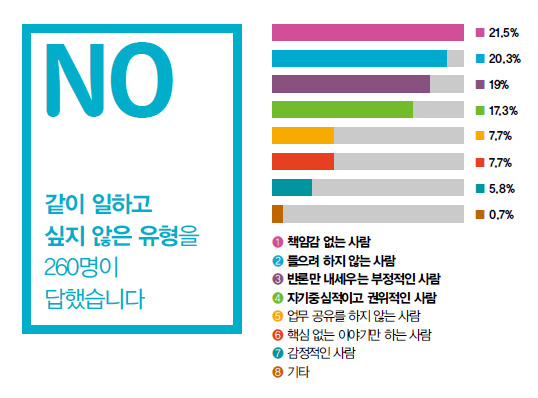 NO
같이 일하고
싶지 않은 유형을
260명이
답했습니다
21,5%
20,3%
19%
17,3%
7,7%
7,7%
5,8%
0,7%
1 책임감 없는 사람
2 들으려 하지 않는 사람
3 반론만 내세우는 부정적인 사람
4 자기중심적이고 권위적인 사람
5 업무 공유를 하지 않는 사람
6 핵심 없는 이야기만 하는 사람
7 감정적인 사람
8 기타